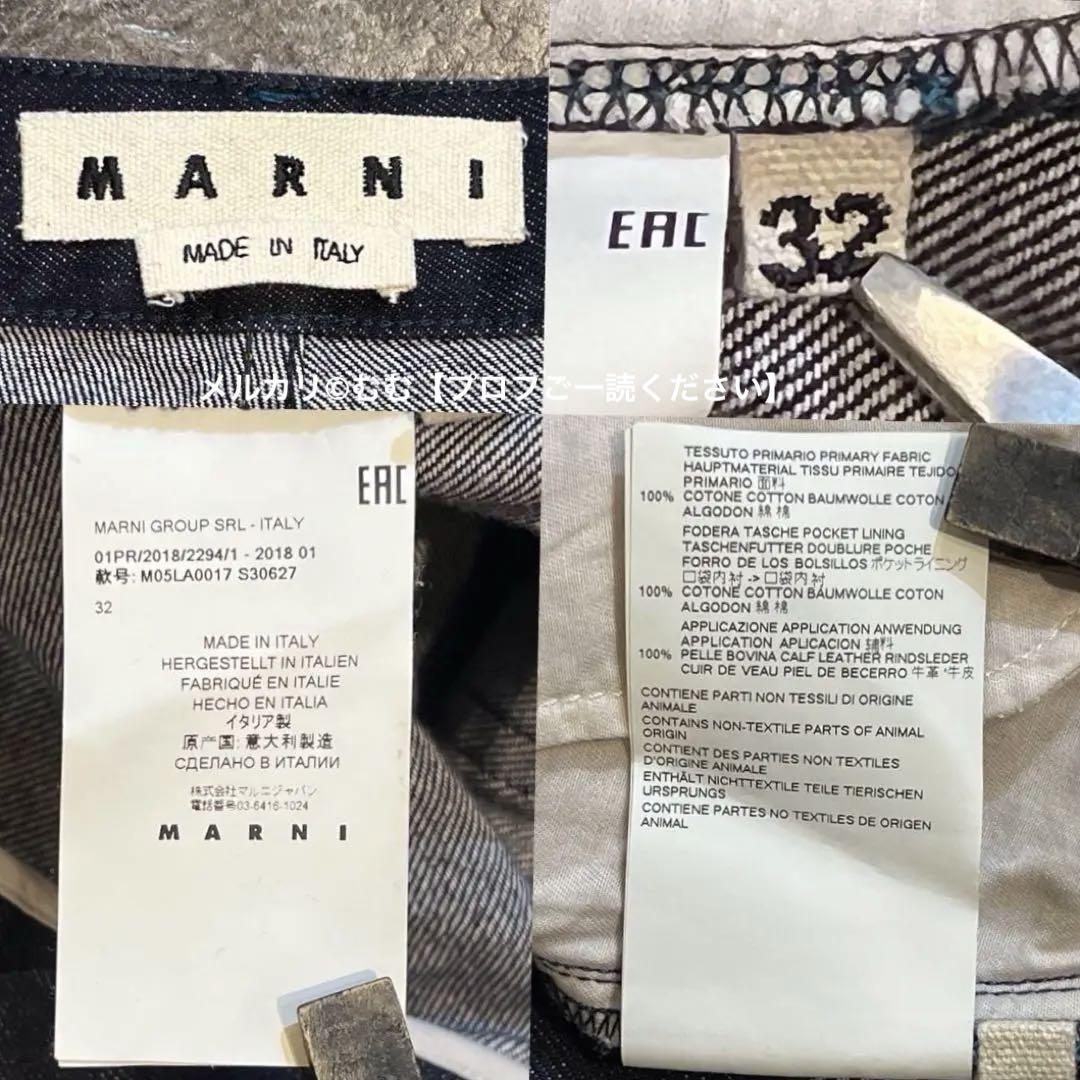 MARNI
MADE IN ITALY
EAC
32
メルカリ©むむ【プロフご一読ください】
EAC
MARNI GROUP SRL - ITALY
01PR/2018/2294/1 - 2018 01
款号: M05LA0017 S30627
32
MADE IN ITALY
HERGESTELLT IN ITALIEN
FABRIQUÉ EN ITALIE
HECHO EN ITALIA
イタリア製
原产国: 意大利製造
СДЕЛАНО В ИТАЛИИ
株式会社マルニジャパン
電話番号03-6416-1024
MARNI
TESSUTO PRIMARIO PRIMARY FABRIC
HAUPTMATERIAL TISSU PRIMAIRE TEJIDO
PRIMARIO 面料
100% COTONE COTTON BAUMWOLLE COTON
ALGODON 綿 棉
FODERA TASCHE POCKET LINING
TASCHENFUTTER DOUBLURE POCHE
FORRO DE LOS BOLSILLOS ポケットライニング
口袋内衬 -> 口袋内衬
100% COTONE COTTON BAUMWOLLE COTON
ALGODON 綿 棉
APPLICAZIONE APPLICATION ANWENDUNG
APPLICATION APLICACION 辅料
100% PELLE BOVINA CALF LEATHER RINDSLEDER
CUIR DE VEAU PIEL DE BECERRO 牛革 牛皮
CONTIENE PARTI NON TESSILI DI ORIGINE
ANIMALE
CONTAINS NON-TEXTILE PARTS OF ANIMAL
ORIGIN
CONTIENT DES PARTIES NON TEXTILES
D'ORIGINE ANIMALE
ENTHÄLT NICHTTEXTILE TEILE TIERISCHEN
URSPRUNGS
CONTIENE PARTES NO TEXTILES DE ORIGEN
ANIMAL